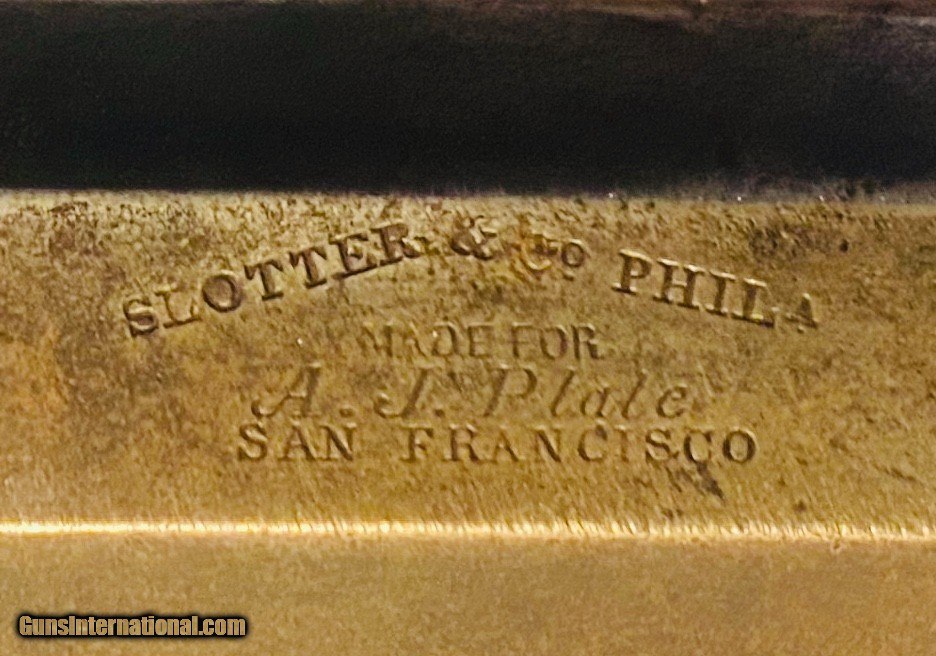 SLOTTER & Co PHILA
MADE FOR
A. J. Plate
SAN FRANCISCO
GunsInternational.com